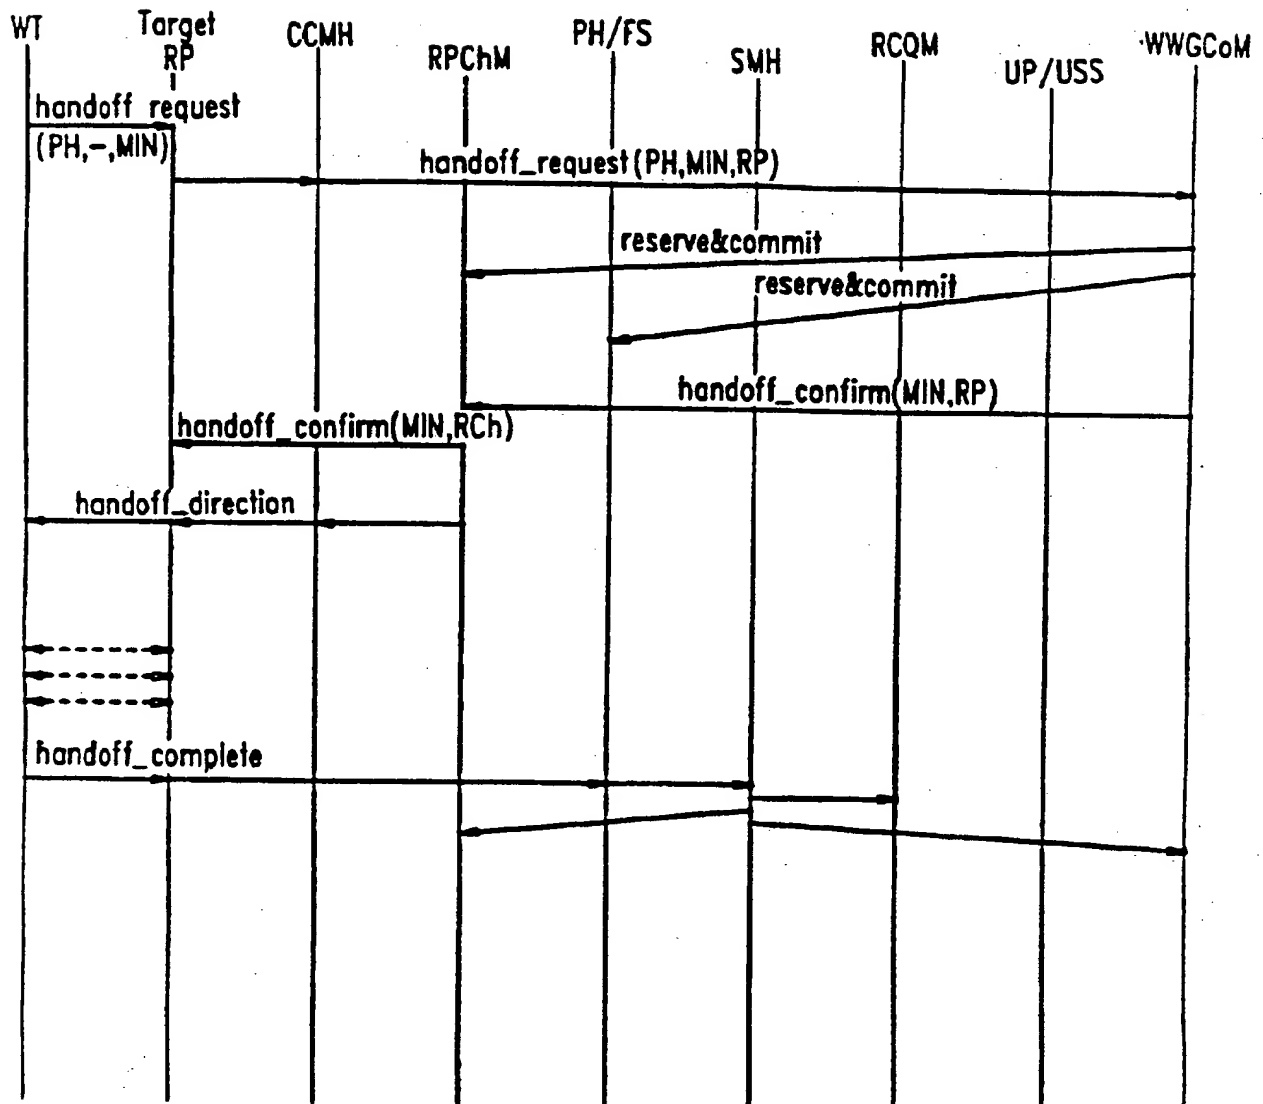 WT
Target
RP
CCMH
RPChM
PH/FS
SMH
RCQM
UP/USS
WWGCoM
handoff request
(PH,-,MIN)
handoff_request(PH,MIN,RP)
reserve&commit
reserve&commit
handoff_confirm(MIN,RP)
handoff_confirm(MIN,RCh)
handoff_direction
handoff_complete